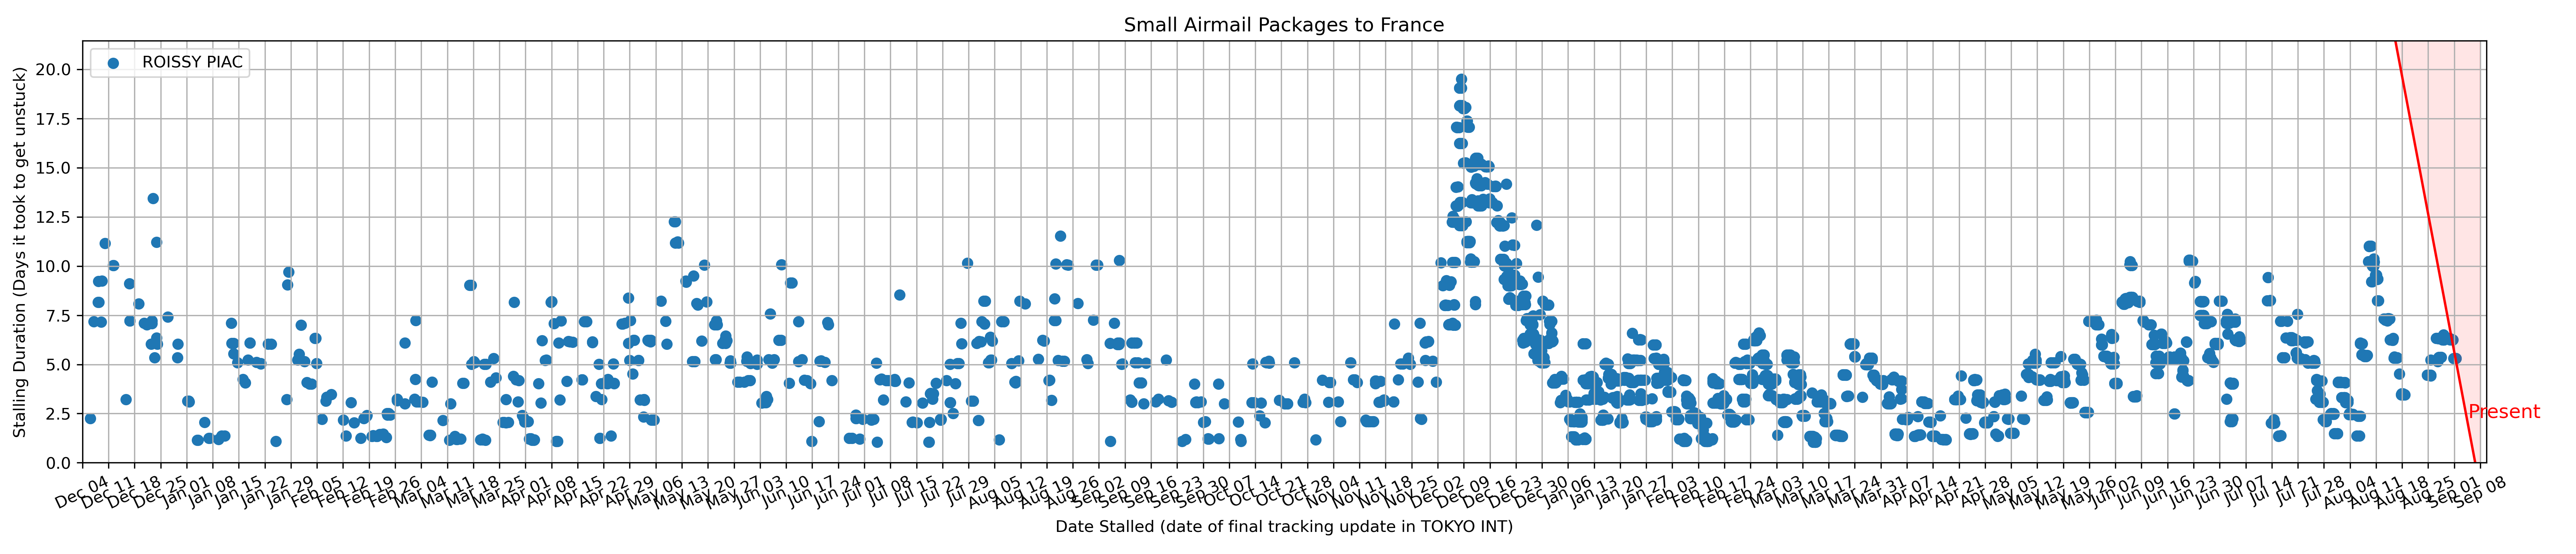 Small Airmail Packages to France
ROISSY PIAC
Stalling Duration (Days it took to get unstuck)
20.0
17.5
15.0
12.5
10.0
7.5
5.0
2.5
0.0
Present
Dec 04
Dec 11
Dec 18
Dec 25
Jan 01
Jan 08
Jan 15
Jan 22
Jan 29
Feb 05
Feb 12
Feb 19
Feb 26
Mar 04
Mar 11
Mar 18
Mar 25
Apr 01
Apr 08
Apr 15
Apr 22
Apr 29
May 06
May 13
May 20
May 27
Jun 03
Jun 10
Jun 17
Jun 24
Jul 01
Jul 08
Jul 15
Jul 22
Jul 29
Aug 05
Aug 12
Aug 19
Aug 26
Sep 02
Sep 09
Sep 16
Sep 23
Sep 30
Oct 07
Oct 14
Oct 21
Oct 28
Nov 04
Nov 11
Nov 18
Nov 25
Dec 02
Dec 09
Dec 16
Dec 23
Dec 30
Jan 06
Jan 13
Jan 20
Jan 27
Feb 03
Feb 10
Feb 17
Feb 24
Mar 03
Mar 10
Mar 17
Mar 24
Mar 31
Apr 07
Apr 14
Apr 21
Apr 28
May 05
May 12
May 19
May 26
Jun 02
Jun 09
Jun 16
Jun 23
Jun 30
Jul 07
Jul 14
Jul 21
Jul 28
Aug 04
Aug 11
Aug 18
Aug 25
Sep 01
Sep 08
Date Stalled (date of final tracking update in TOKYO INT)